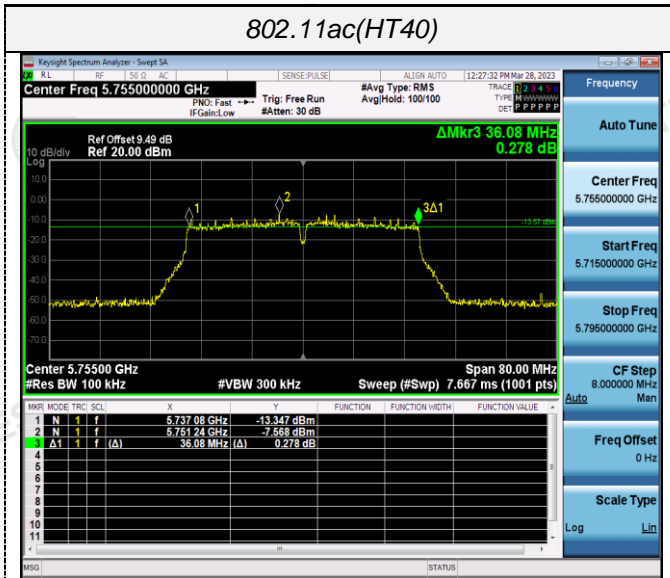 802.11ac(HT40)
Keysight Spectrum Analyzer - Swept SA
RL RF 50 Ω AC SENSE:PULSE ALIGN AUTO 12:27:32 PM Mar 28, 2023
Center Freq 5.755000000 GHz #Avg Type: RMS TRACE 1 2 3 4 5 6
PNO: Fast Trig: Free Run Avg|Hold: 100/100 TYPE M WWWWW
IFGain:Low #Atten: 30 dB DET P P P P P P
Ref Offset 9.49 dB ΔMkr3 36.08 MHz
10 dB/div Ref 20.00 dBm 0.278 dB
Log
10.0
0.00
-10.0
-20.0
-30.0
-40.0
-50.0
-60.0
-70.0
1
2
3Δ1
-13.57 dBm
Center 5.75500 GHz Span 80.00 MHz
#Res BW 100 kHz #VBW 300 kHz Sweep (#Swp) 7.667 ms (1001 pts)
MKR MODE TRC SCL X Y FUNCTION FUNCTION WIDTH FUNCTION VALUE
1 N 1 f 5.737 08 GHz -13.347 dBm
2 N 1 f 5.751 24 GHz -7.568 dBm
3 Δ1 1 f (Δ) 36.08 MHz (Δ) 0.278 dB
4
5
6
7
8
9
10
11
MSG STATUS
Frequency
Auto Tune
Center Freq
5.755000000 GHz
Start Freq
5.715000000 GHz
Stop Freq
5.795000000 GHz
CF Step
8.000000 MHz
Auto Man
Freq Offset
0 Hz
Scale Type
Log Lin